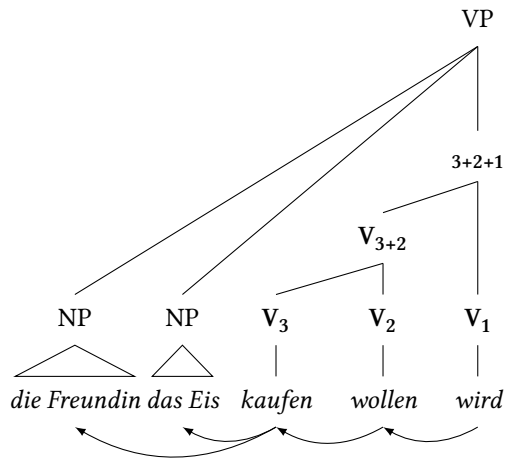 VP
3+2+1
V3+2
NP NP V3 V2 V1
die Freundin das Eis kaufen wollen wird